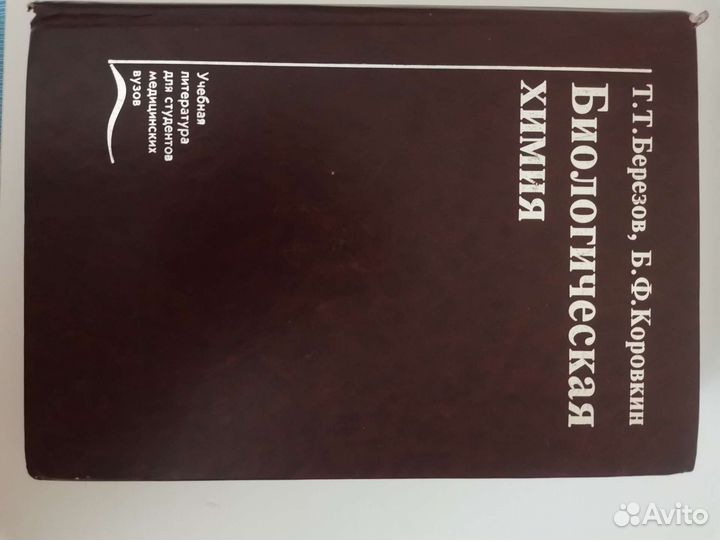 Т.Т.Березов, Б.Ф.Коровкин
Биологическая
химия
Учебная
литература
для студентов
медицинских
вузов
Avito